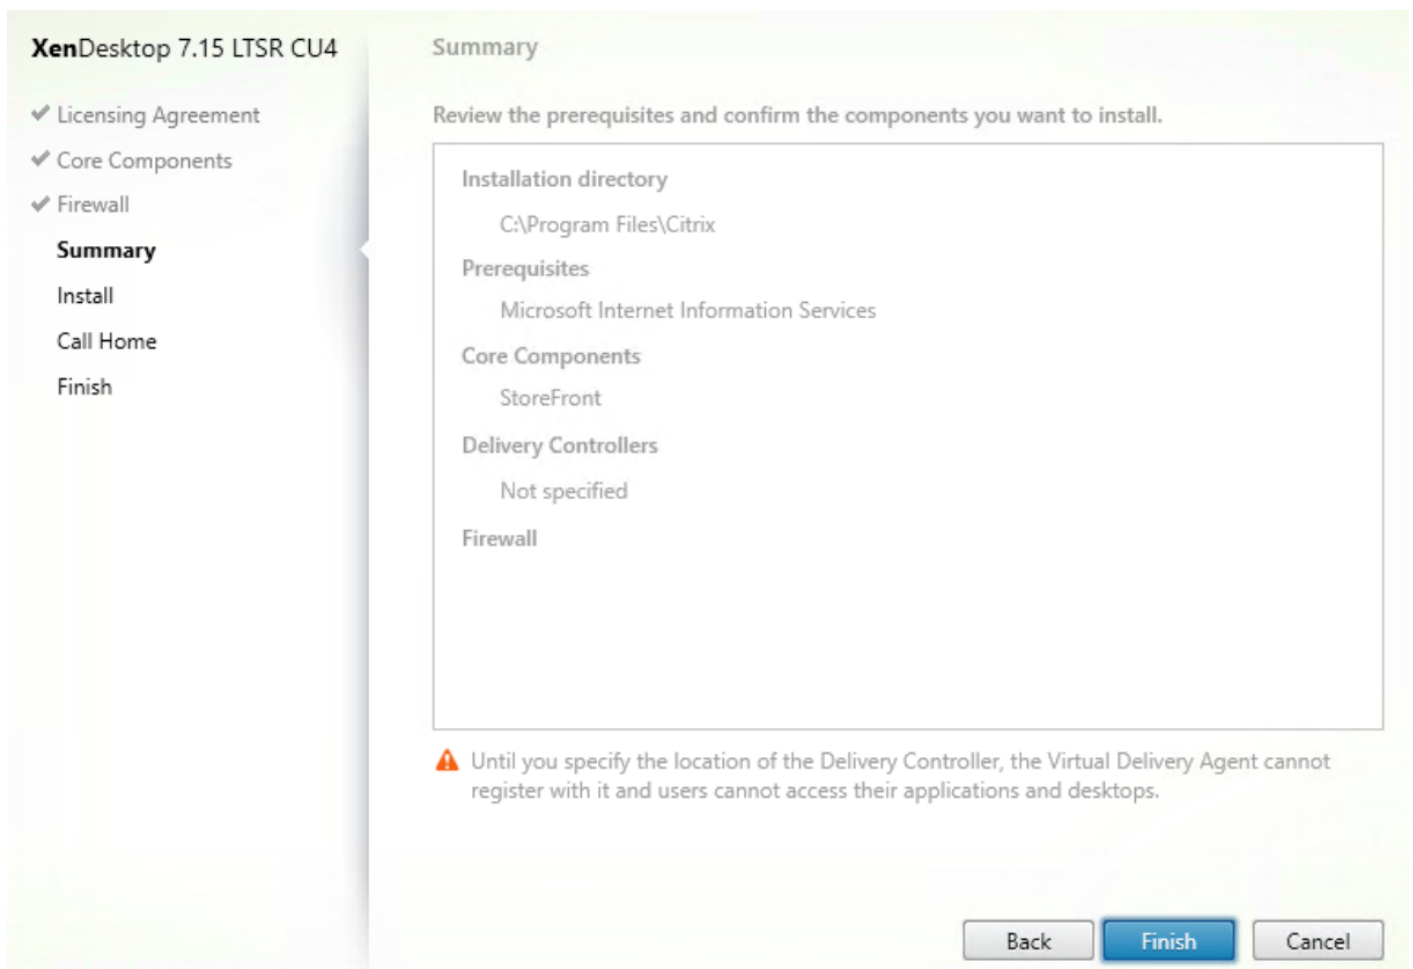 XenDesktop 7.15 LTSR CU4
Licensing Agreement
Core Components
Firewall
Summary
Install
Call Home
Finish
Summary
Review the prerequisites and confirm the components you want to install.
Installation directory
C:\Program Files\Citrix
Prerequisites
Microsoft Internet Information Services
Core Components
StoreFront
Delivery Controllers
Not specified
Firewall
Until you specify the location of the Delivery Controller, the Virtual Delivery Agent cannot
register with it and users cannot access their applications and desktops.
Back
Finish
Cancel